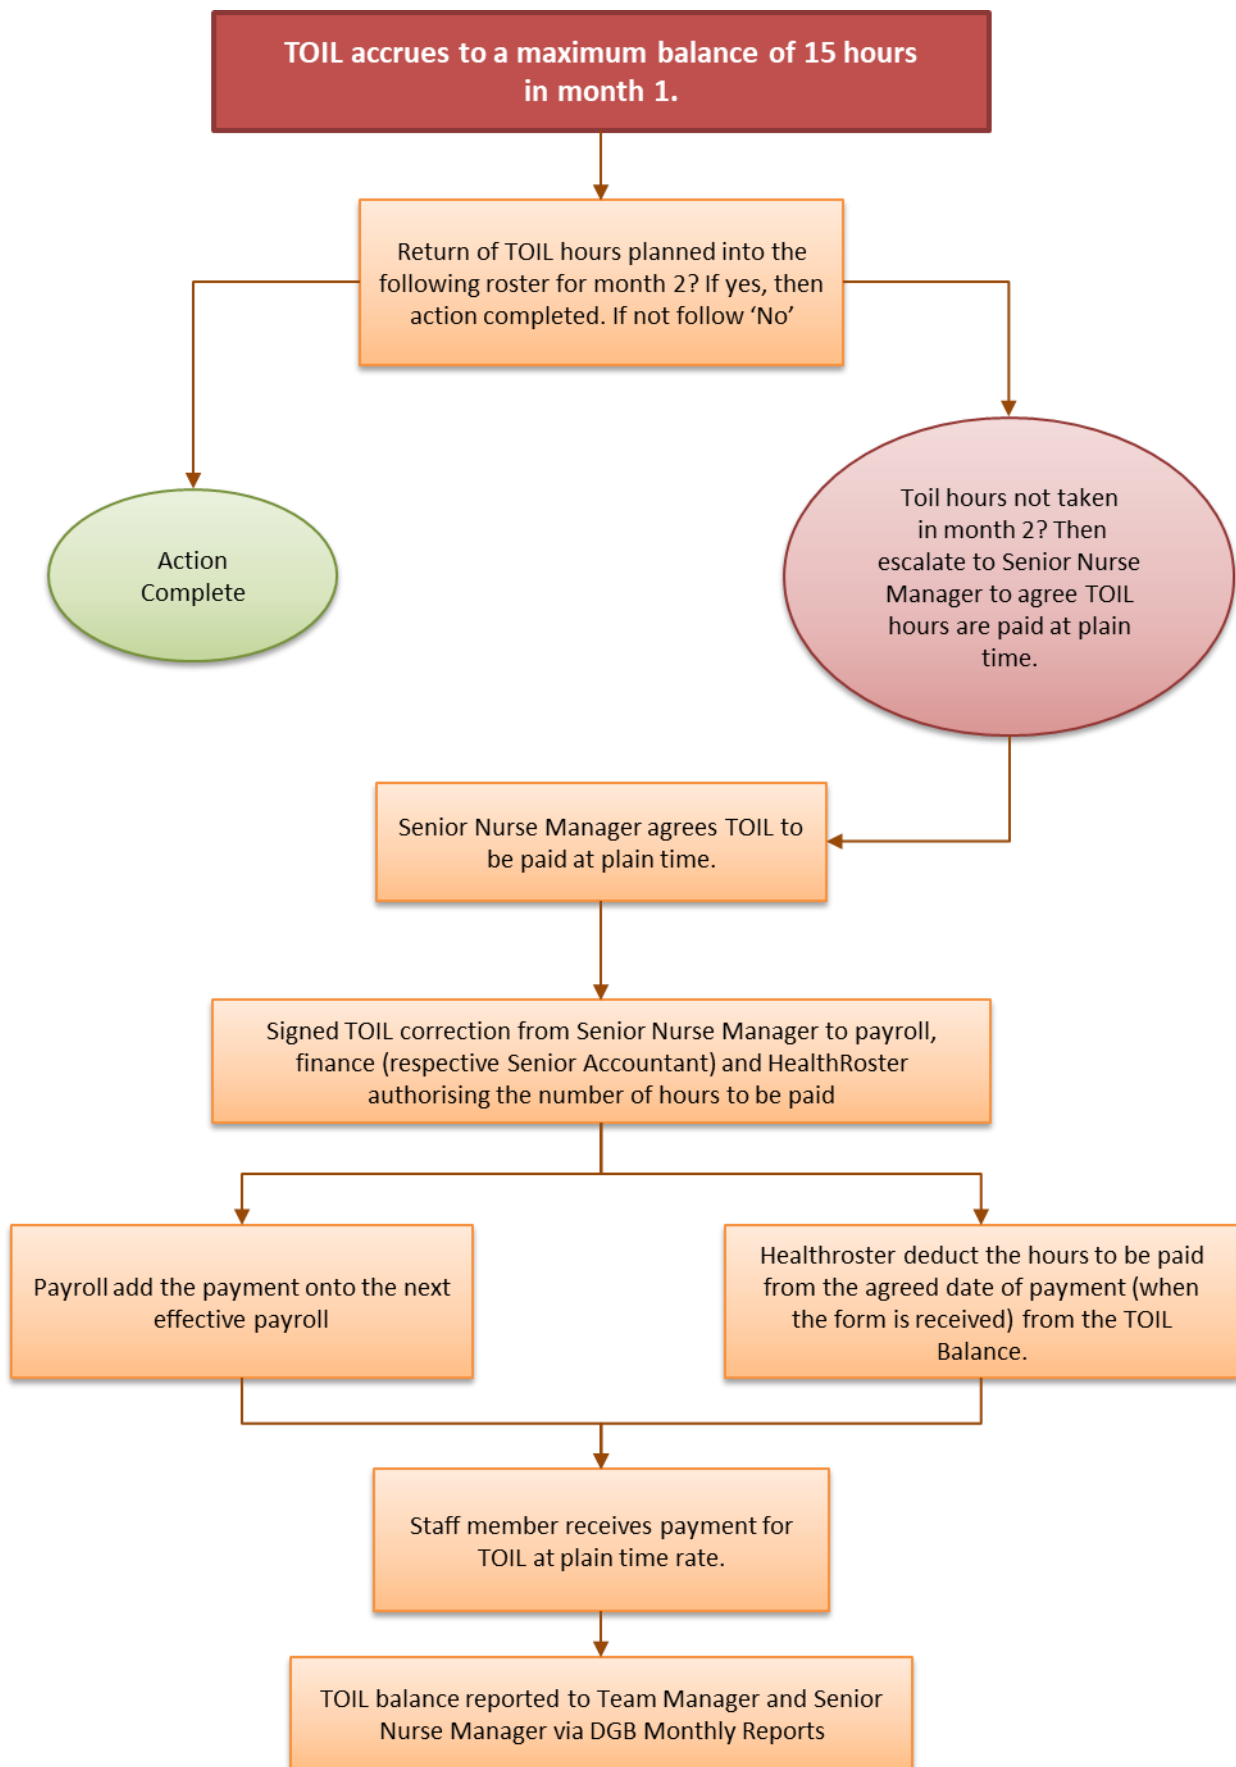 TOIL accrues to a maximum balance of 15 hours
in month 1.
Return of TOIL hours planned into the
following roster for month 2? If yes, then
action completed. If not follow ‘No’
Action
Complete
Toil hours not taken
in month 2? Then
escalate to Senior Nurse
Manager to agree TOIL
hours are paid at plain
time.
Senior Nurse Manager agrees TOIL to
be paid at plain time.
Signed TOIL correction from Senior Nurse Manager to payroll,
finance (respective Senior Accountant) and HealthRoster
authorising the number of hours to be paid
Payroll add the payment onto the next
effective payroll
Healthroster deduct the hours to be paid
from the agreed date of payment (when
the form is received) from the TOIL
Balance.
Staff member receives payment for
TOIL at plain time rate.
TOIL balance reported to Team Manager and Senior
Nurse Manager via DGB Monthly Reports